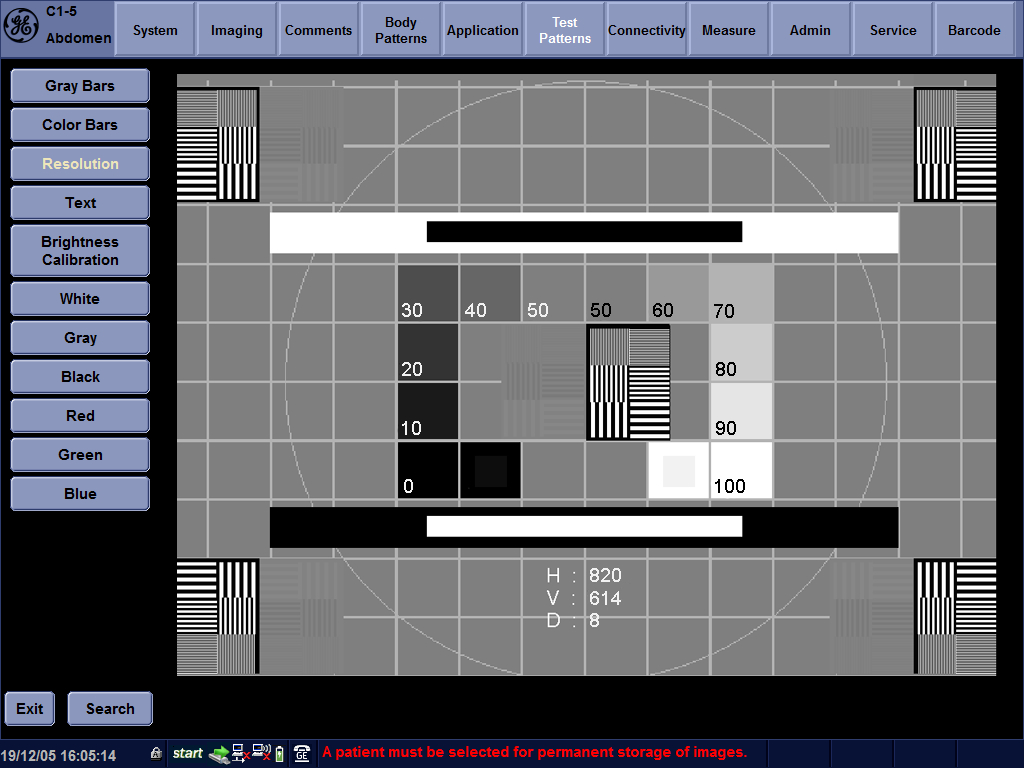 C1-5
Abdomen
System
Imaging
Comments
Body
Patterns
Application
Test
Patterns
Connectivity
Measure
Admin
Service
Barcode
Gray Bars
Color Bars
Resolution
Text
Brightness
Calibration
White
Gray
Black
Red
Green
Blue
30 40 50 50 60 70
20 80
10 90
0 100
H : 820
V : 614
D : 8
Exit
Search
19/12/05 16:05:14
start
GE
A patient must be selected for permanent storage of images.